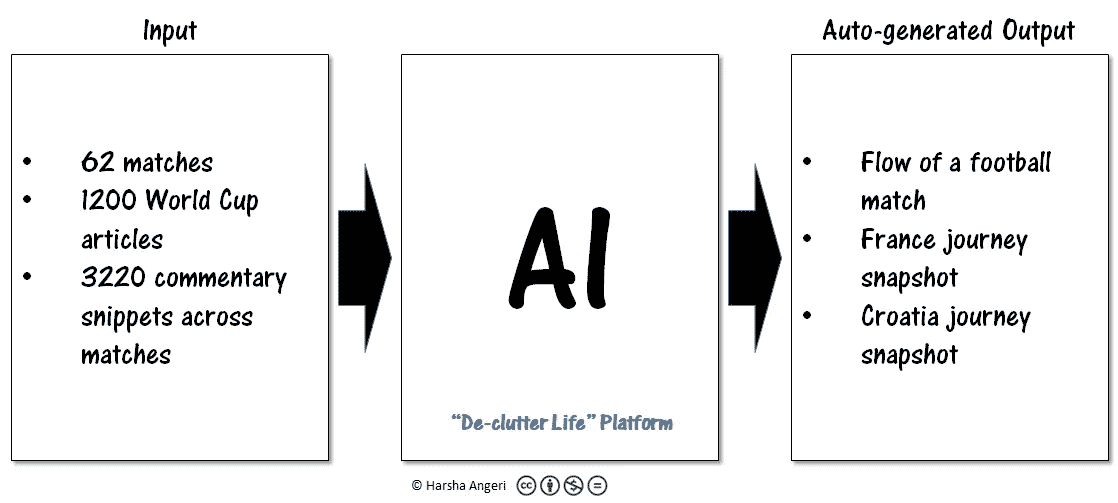 Input
• 62 matches
• 1200 World Cup
articles
• 3220 commentary
snippets across
matches
AI
“De-clutter Life” Platform
Auto-generated Output
• Flow of a football
match
• France journey
snapshot
• Croatia journey
snapshot
© Harsha Angeri cc